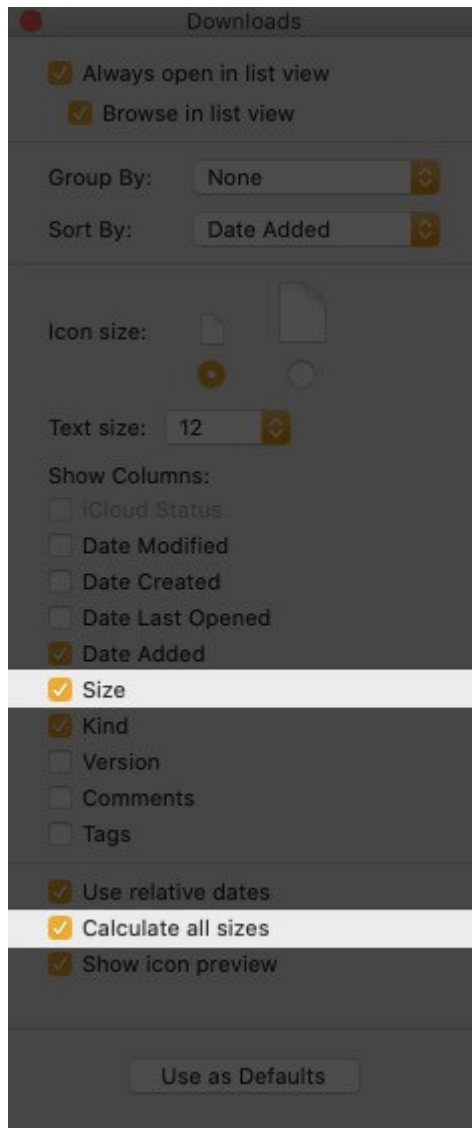 Downloads
Always open in list view
Browse in list view
Group By: None
Sort By: Date Added
Icon size:
Text size: 12
Show Columns:
iCloud Status
Date Modified
Date Created
Date Last Opened
Date Added
Size
Kind
Version
Comments
Tags
Use relative dates
Calculate all sizes
Show icon preview
Use as Defaults